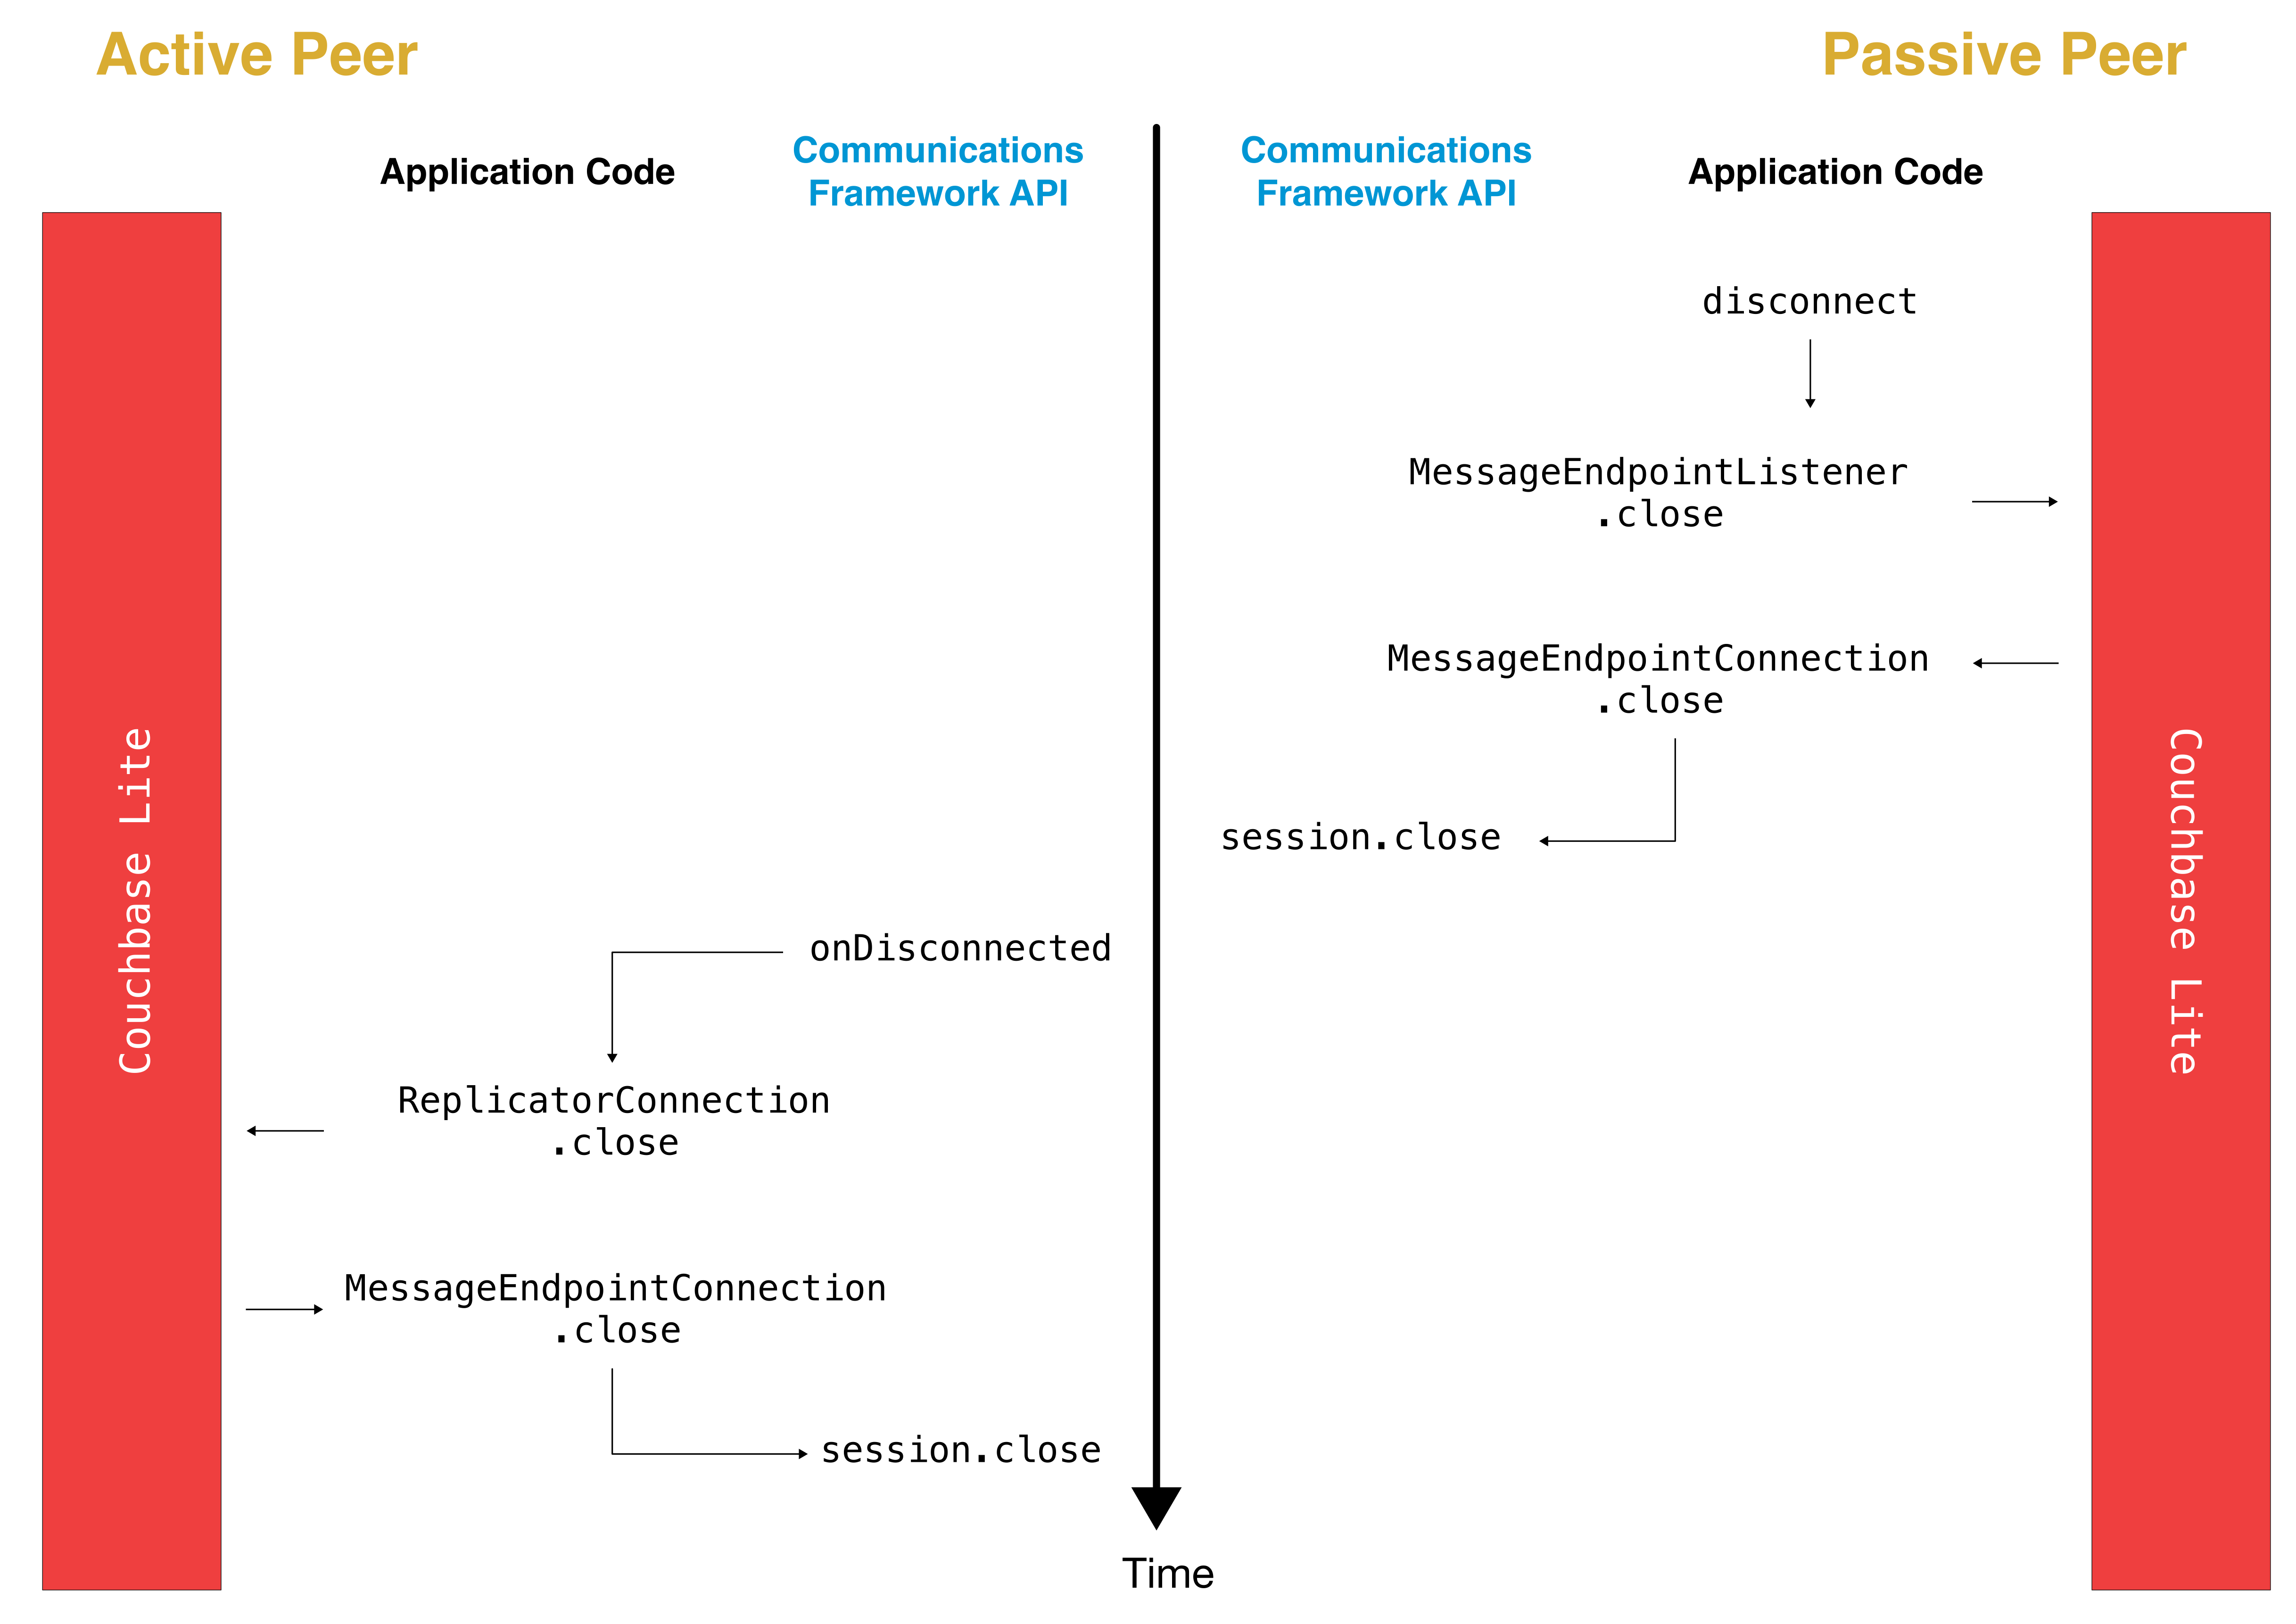 Active Peer
Passive Peer
Application Code
Communications
Framework API
Communications
Framework API
Application Code
disconnect
MessageEndpointListener
.close
MessageEndpointConnection
.close
session.close
onDisconnected
ReplicatorConnection
.close
MessageEndpointConnection
.close
session.close
Couchbase Lite
Couchbase Lite
Time